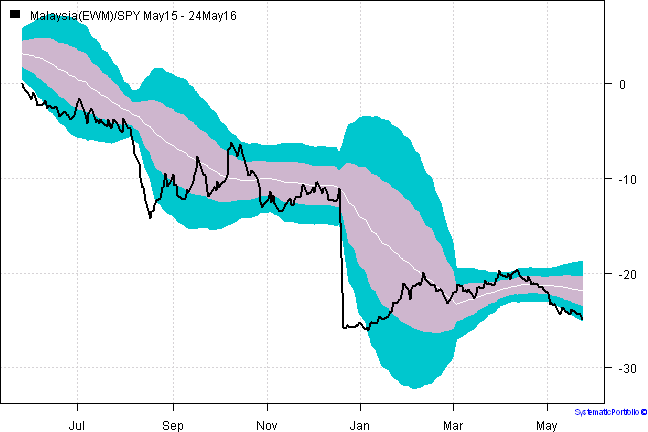 Malaysia(EWM)/SPY May15 - 24May16
0
-10
-20
-30
Jul Sep Nov Jan Mar May
SystematicPortfolio ©